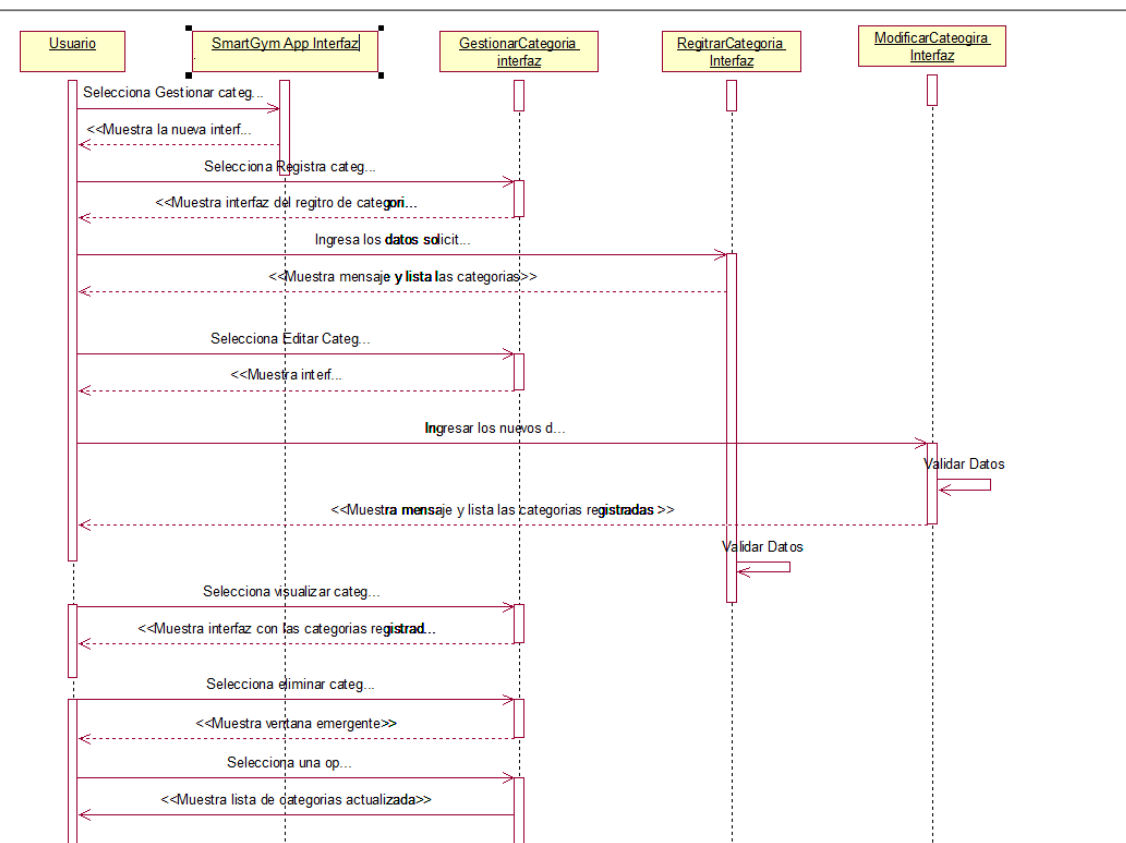 Usuario
SmartGym App Interfaz
GestionarCategoria
interfaz
RegitrarCategoria
Interfaz
ModificarCateogira
Interfaz
Selecciona Gestionar categ...
<<Muestra la nueva interf...
Selecciona Registra categ...
<<Muestra interfaz del regitro de categori...
Ingresa los datos solicit...
<<Muestra mensaje y lista las categorias>>
Selecciona Editar Categ...
<<Muestra interf...
Ingresar los nuevos d...
Validar Datos
<<Muestra mensaje y lista las categorias registradas >>
Validar Datos
Selecciona visualizar categ...
<<Muestra interfaz con las categorias registrad...
Selecciona eliminar categ...
<<Muestra ventana emergente>>
Selecciona una op...
<<Muestra lista de categorias actualizada>>